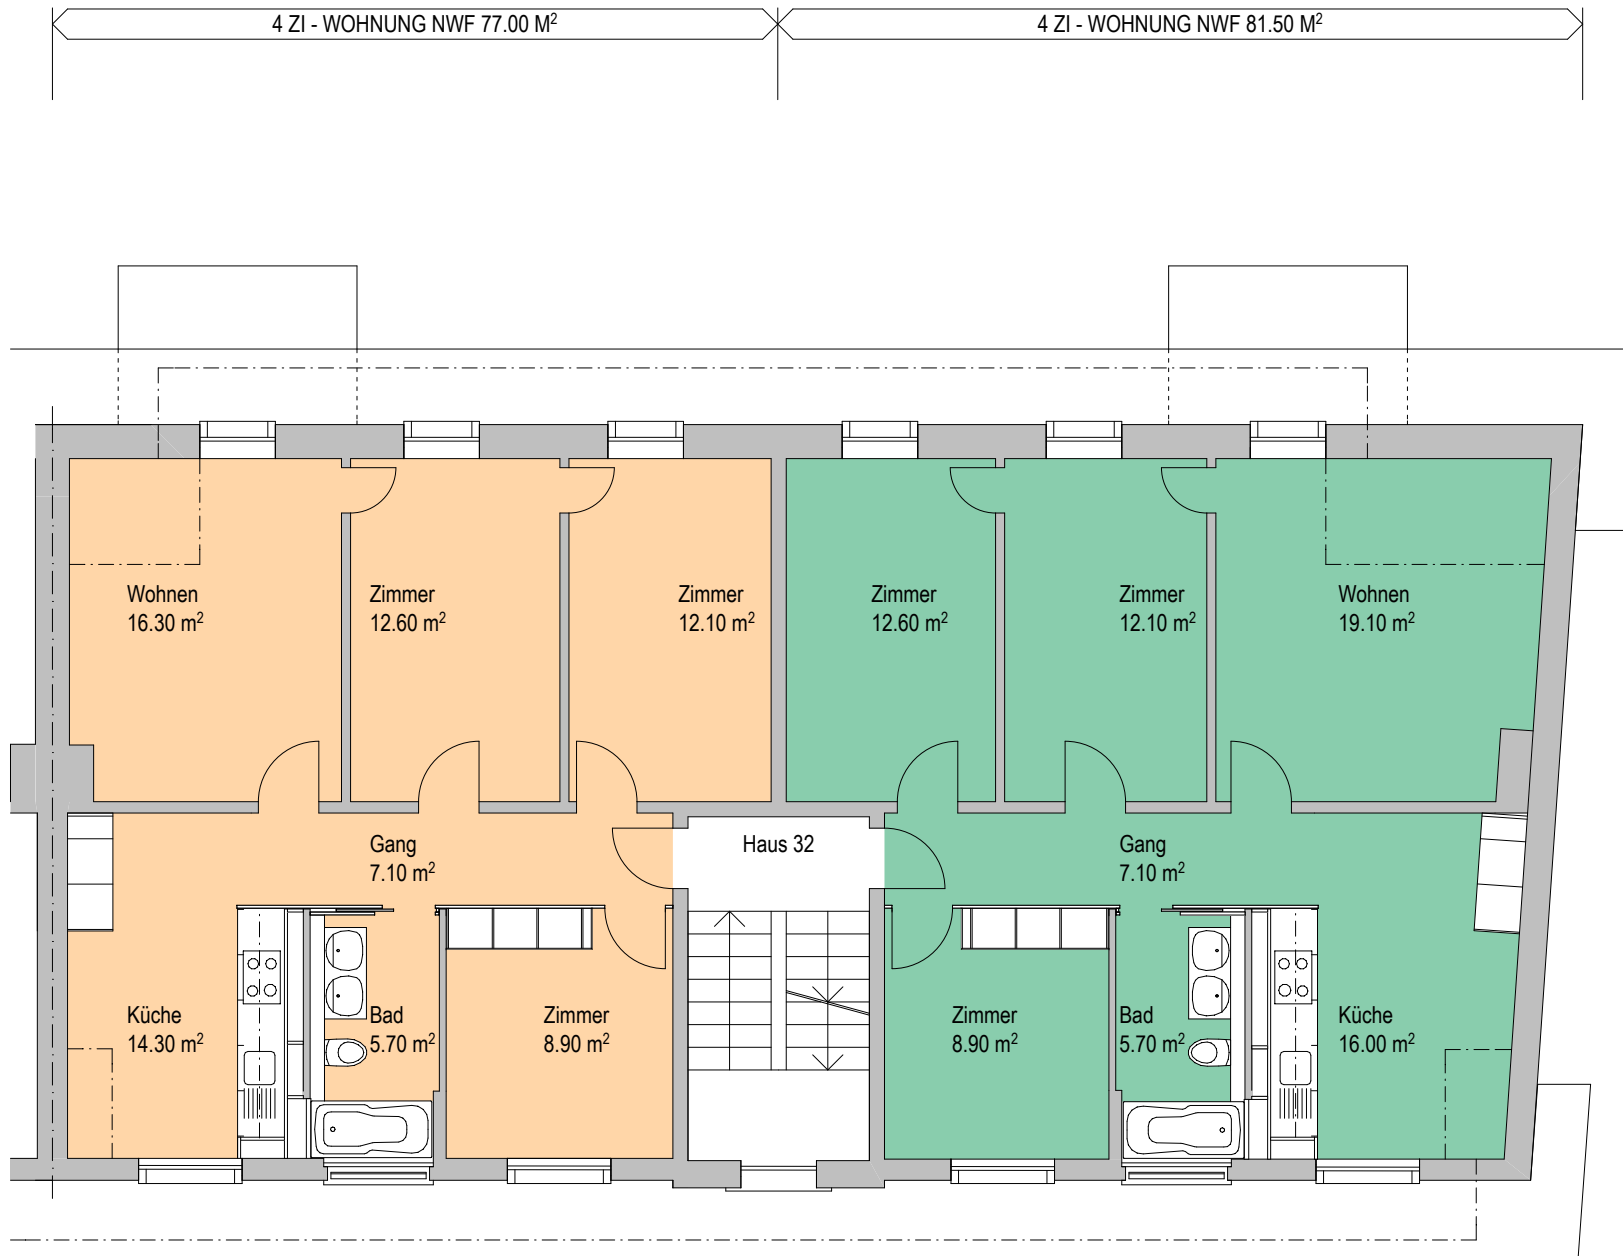 4 ZI - WOHNUNG NWF 77.00 M²
4 ZI - WOHNUNG NWF 81.50 M²
Wohnen
16.30 m²
Zimmer
12.60 m²
Zimmer
12.10 m²
Zimmer
12.60 m²
Zimmer
12.10 m²
Wohnen
19.10 m²
Gang
7.10 m²
Haus 32
Gang
7.10 m²
Küche
14.30 m²
Bad
5.70 m²
Zimmer
8.90 m²
Zimmer
8.90 m²
Bad
5.70 m²
Küche
16.00 m²